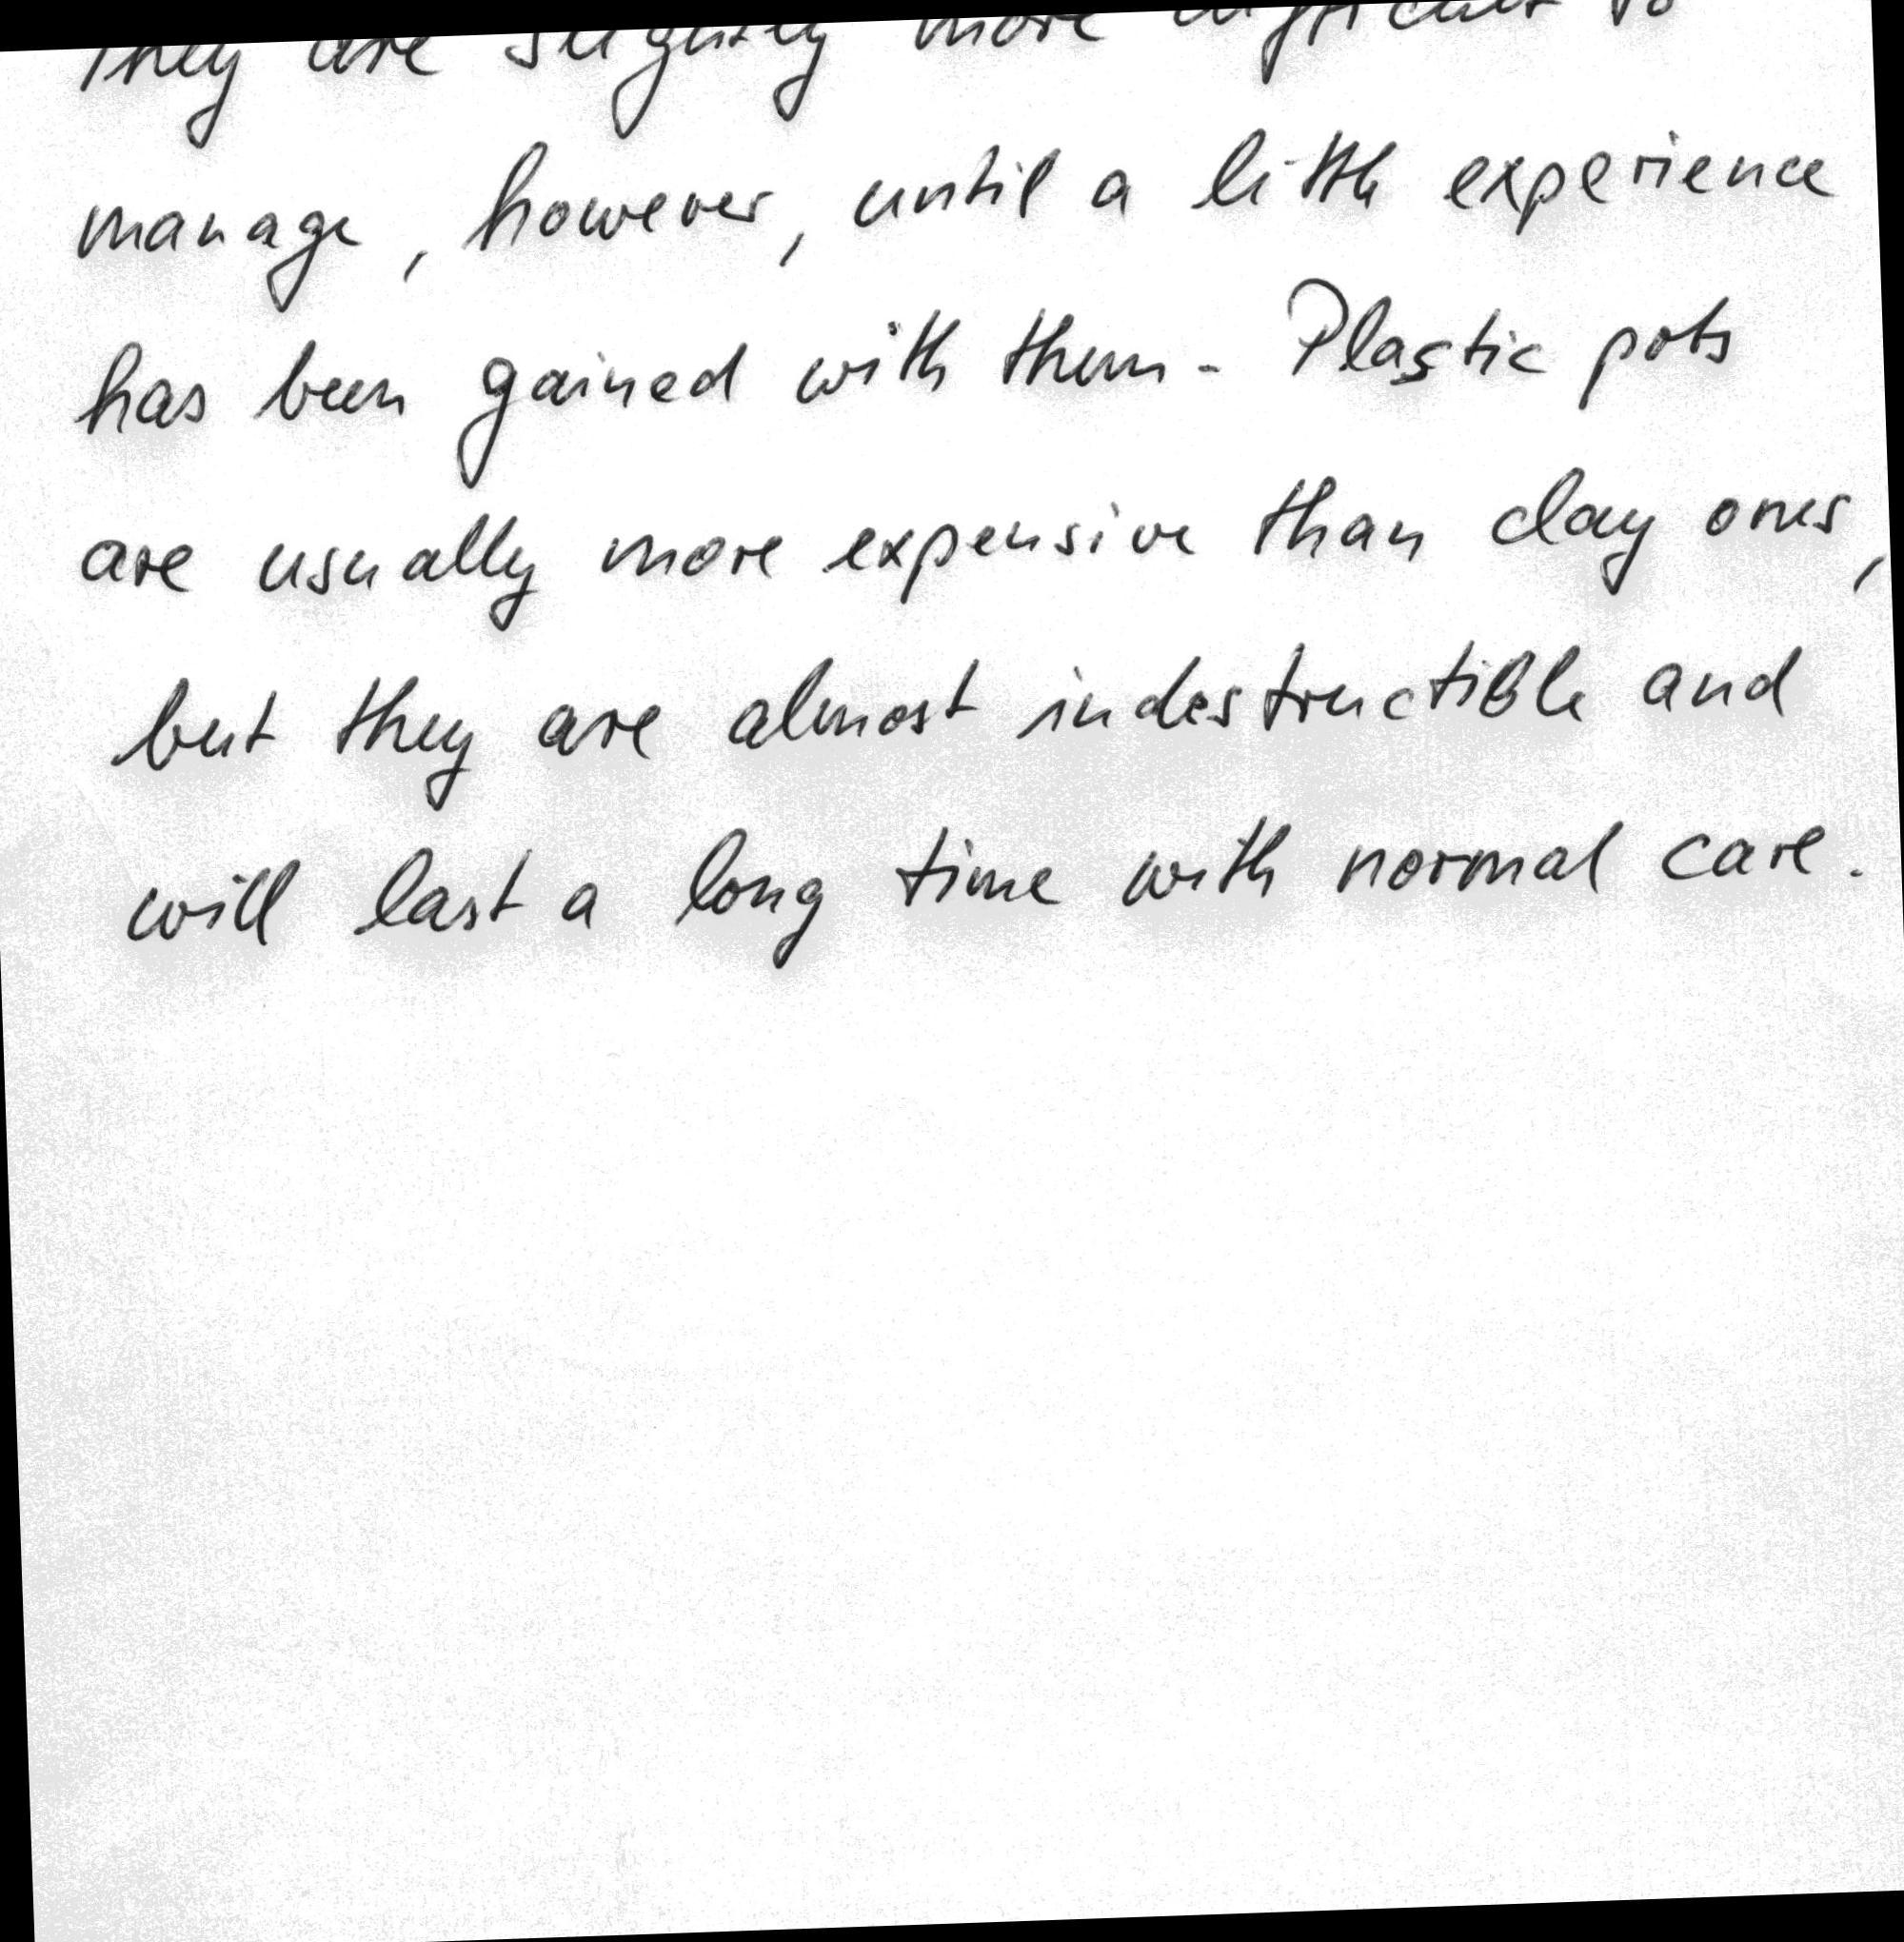 They are slightly more difficult to
manage, however, until a little experience
has been gained with them. Plastic pots
are usually more expensive than clay ones,
but they are almost indestructible and
will last a long time with normal care.